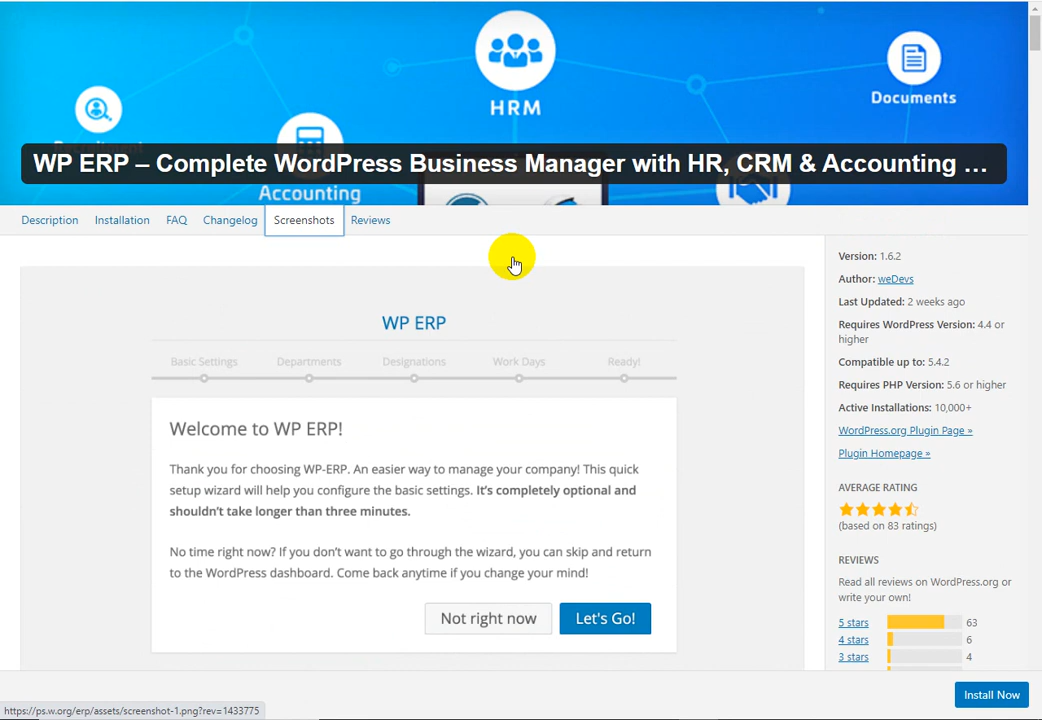 HRM
Documents
Recruitment
WP ERP – Complete WordPress Business Manager with HR, CRM & Accounting …
Accounting
Description
Installation
FAQ
Changelog
Screenshots
Reviews
WP ERP
Basic Settings
Departments
Designations
Work Days
Ready!
Welcome to WP ERP!
Thank you for choosing WP-ERP. An easier way to manage your company! This quick
setup wizard will help you configure the basic settings. It’s completely optional and
shouldn’t take longer than three minutes.
No time right now? If you don’t want to go through the wizard, you can skip and return
to the WordPress dashboard. Come back anytime if you change your mind!
Not right now
Let's Go!
Version: 1.6.2
Author: weDevs
Last Updated: 2 weeks ago
Requires WordPress Version: 4.4 or
higher
Compatible up to: 5.4.2
Requires PHP Version: 5.6 or higher
Active Installations: 10,000+
WordPress.org Plugin Page »
Plugin Homepage »
AVERAGE RATING
(based on 83 ratings)
REVIEWS
Read all reviews on WordPress.org or
write your own!
5 stars 63
4 stars 6
3 stars 4
Install Now
https://ps.w.org/erp/assets/screenshot-1.png?rev=1433775